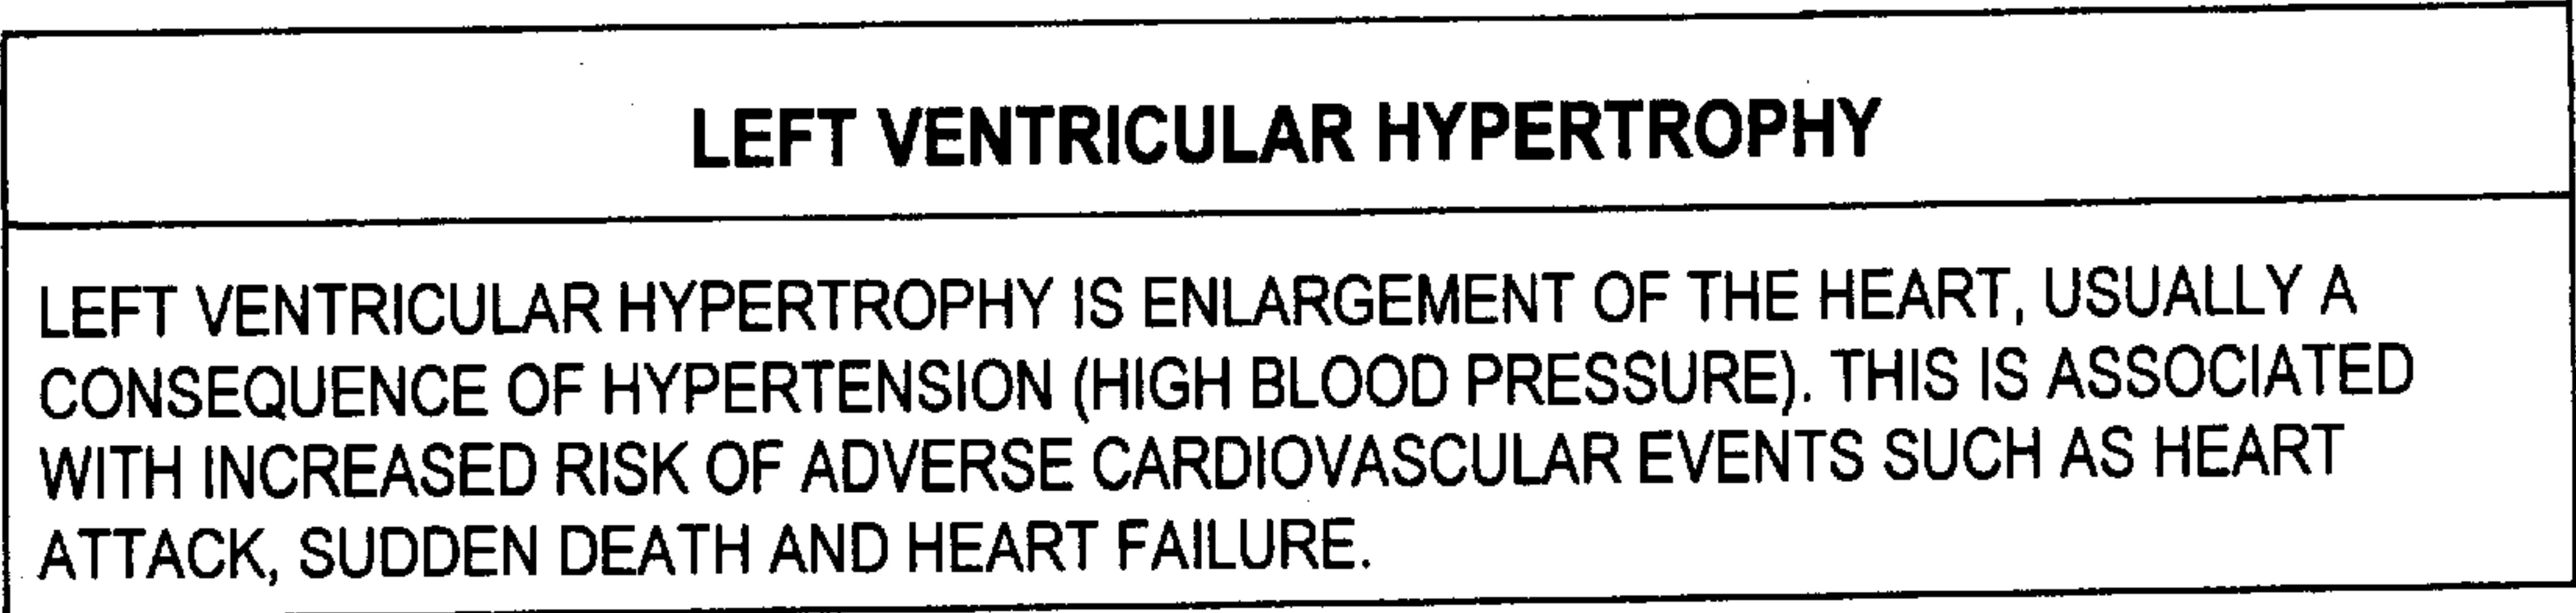 LEFT VENTRICULAR HYPERTROPHY
LEFT VENTRICULAR HYPERTROPHY IS ENLARGEMENT OF THE HEART, USUALLY A
CONSEQUENCE OF HYPERTENSION (HIGH BLOOD PRESSURE). THIS IS ASSOCIATED
WITH INCREASED RISK OF ADVERSE CARDIOVASCULAR EVENTS SUCH AS HEART
ATTACK, SUDDEN DEATH AND HEART FAILURE.